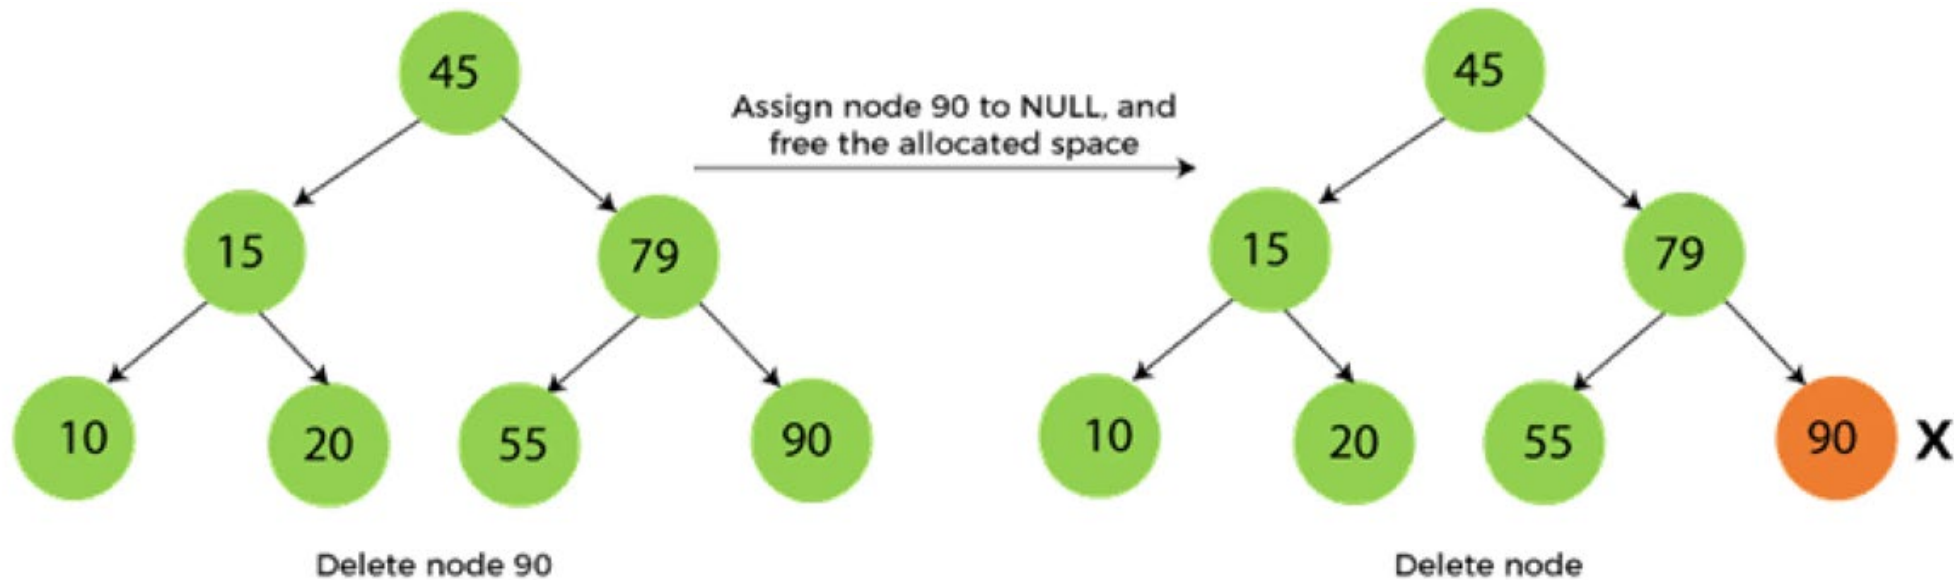 45
15
79
10
20
55
90
Delete node 90
Assign node 90 to NULL, and
free the allocated space
45
15
79
10
20
55
90 X
Delete node